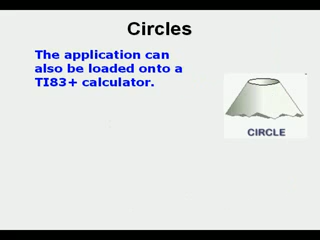 Circles
The application can
also be loaded onto a
TI83+ calculator.
CIRCLE